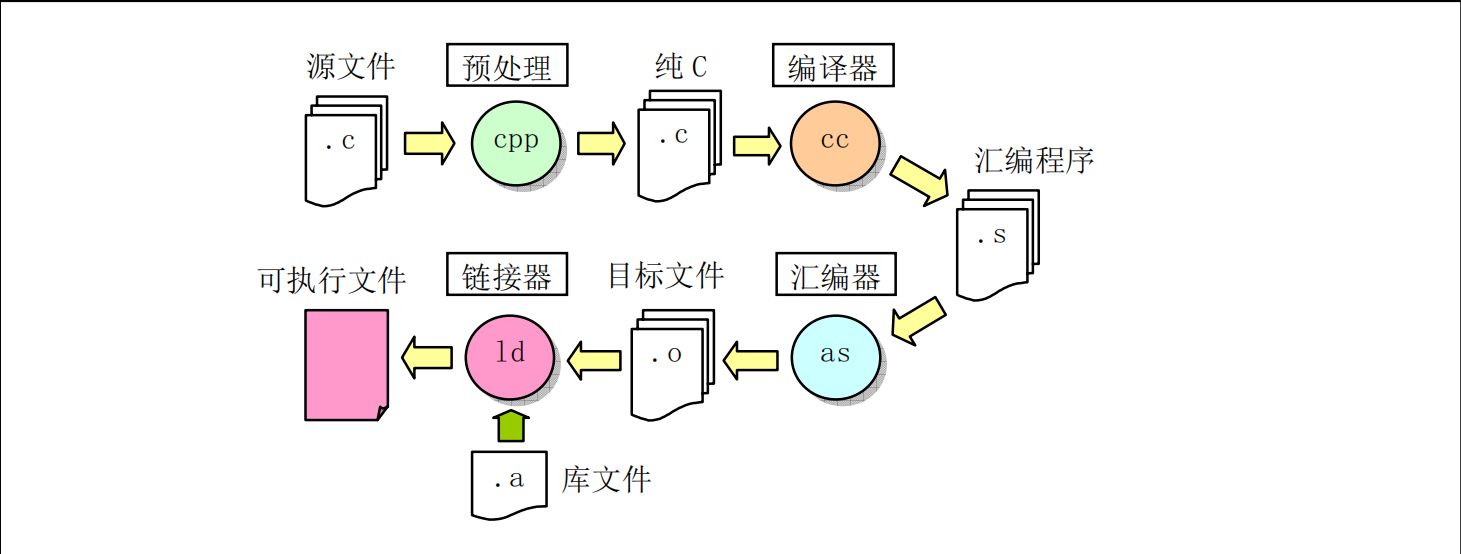 源文件
预处理
纯 C
编译器
.c
cpp
.c
cc
汇编程序
.s
可执行文件
链接器
目标文件
汇编器
ld
.o
as
.a
库文件